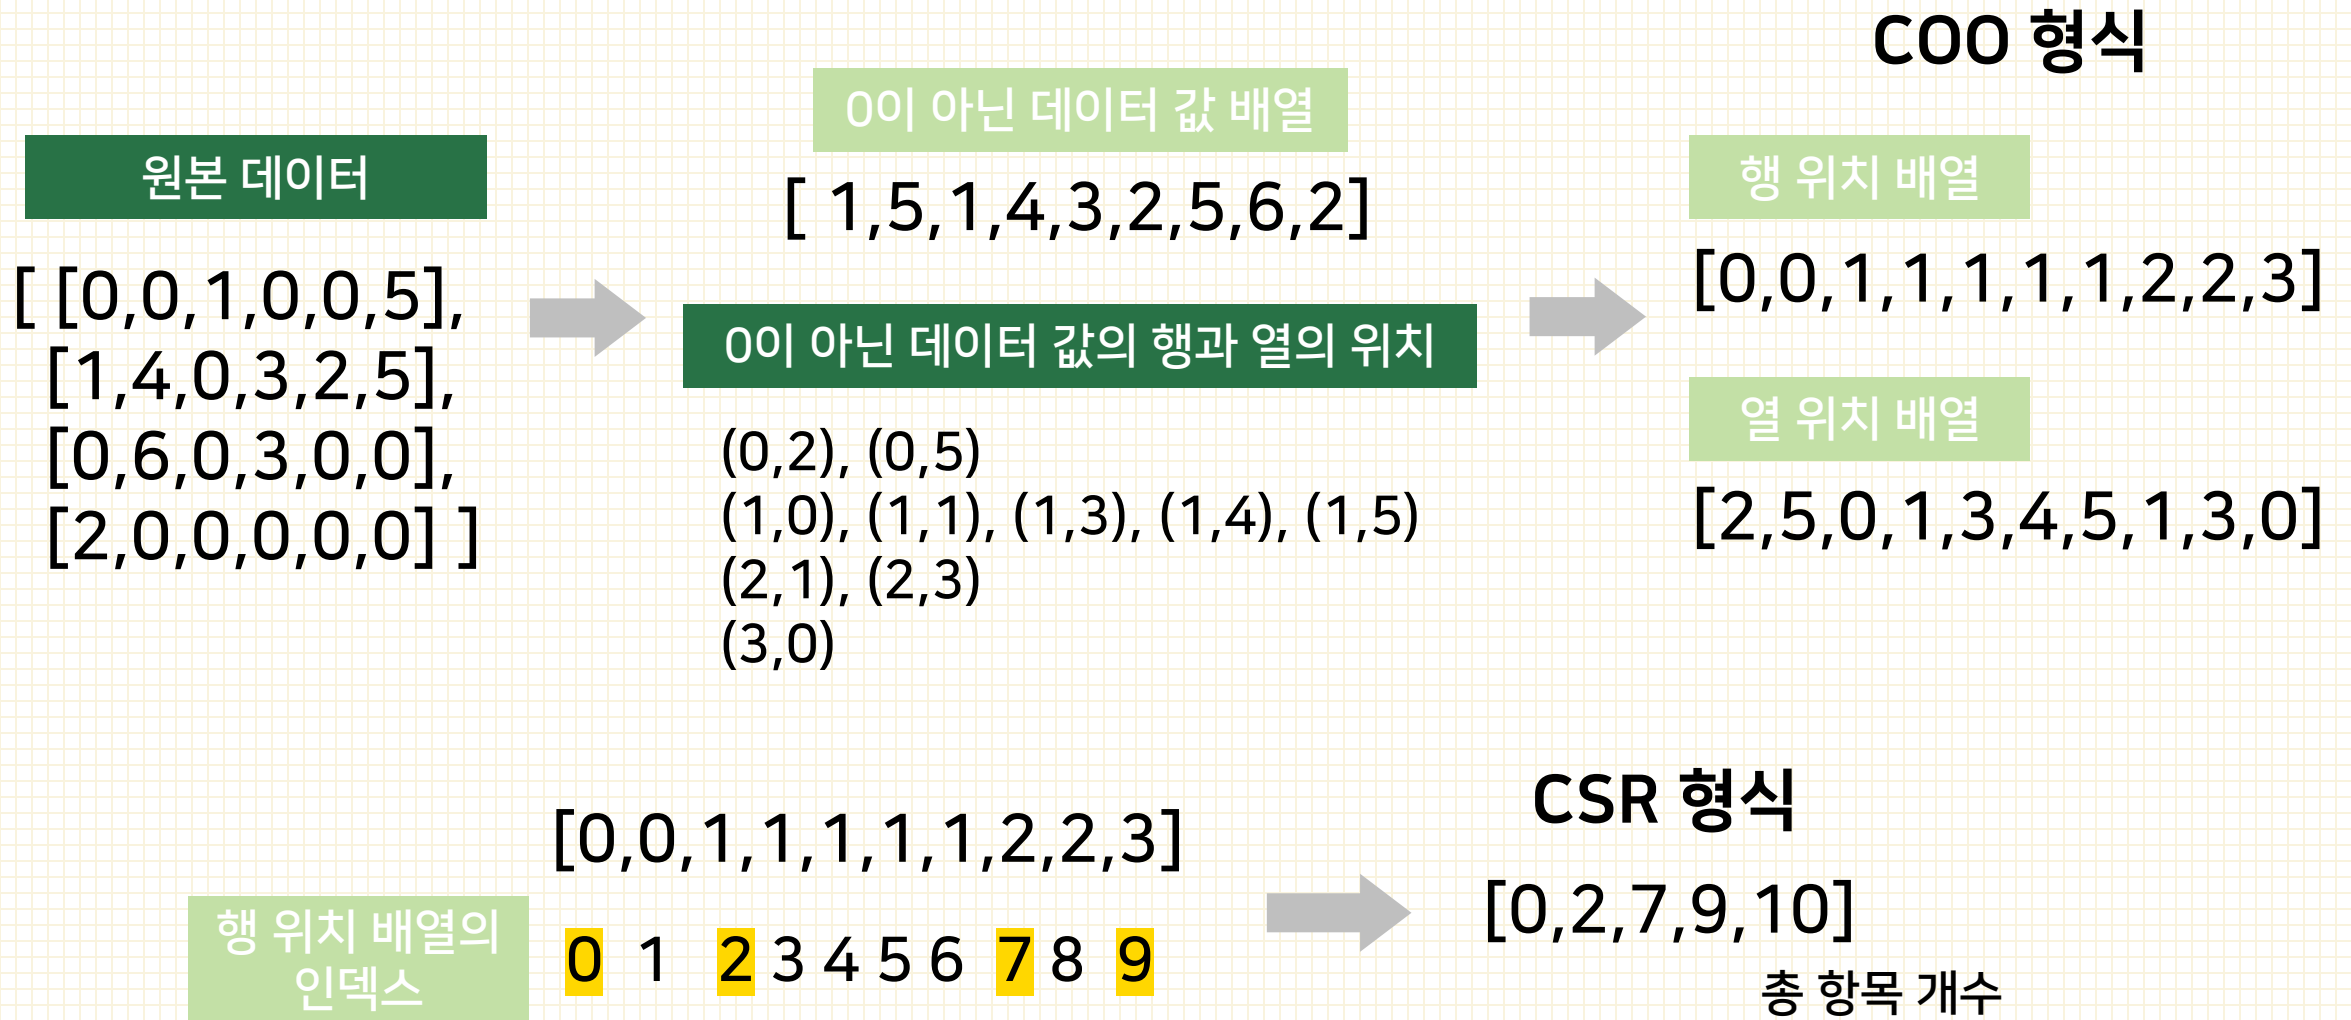 COO 형식
원본 데이터
[ [0,0,1,0,0,5],
[1,4,0,3,2,5],
[0,6,0,3,0,0],
[2,0,0,0,0,0] ]
0이 아닌 데이터 값 배열
[ 1,5,1,4,3,2,5,6,2]
0이 아닌 데이터 값의 행과 열의 위치
(0,2), (0,5)
(1,0), (1,1), (1,3), (1,4), (1,5)
(2,1), (2,3)
(3,0)
행 위치 배열
[0,0,1,1,1,1,1,2,2,3]
열 위치 배열
[2,5,0,1,3,4,5,1,3,0]
[0,0,1,1,1,1,1,2,2,3]
행 위치 배열의
인덱스
0 1 2 3 4 5 6 7 8 9
CSR 형식
[0,2,7,9,10]
총 항목 개수